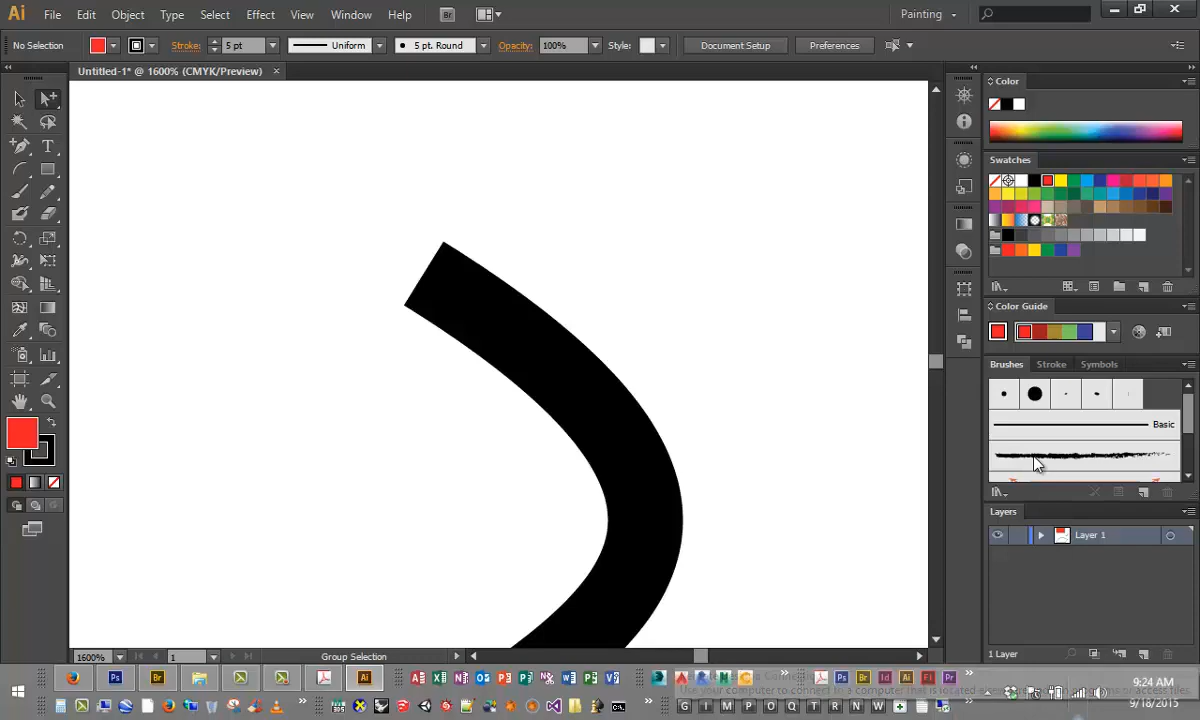 Ai File Edit Object Type Select Effect View Window Help Br Painting
No Selection Stroke: 5 pt Uniform 5 pt. Round Opacity: 100% Style: Document Setup Preferences
Untitled-1* @ 1600% (CMYK/Preview) ×
Color
Swatches
Color Guide
Brushes Stroke Symbols
Basic
Layers
Layer 1
1600% 1 Group Selection 1 Layer
9:24 AM
9/18/2015